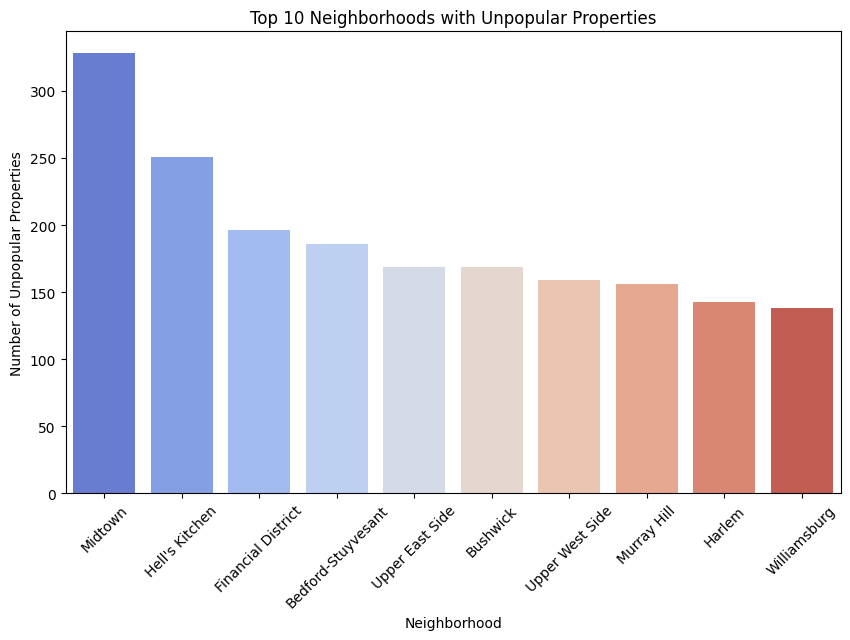 Top 10 Neighborhoods with Unpopular Properties
Number of Unpopular Properties
300
250
200
150
100
50
0
Midtown
Hell's Kitchen
Financial District
Bedford-Stuyvesant
Upper East Side
Bushwick
Upper West Side
Murray Hill
Harlem
Williamsburg
Neighborhood